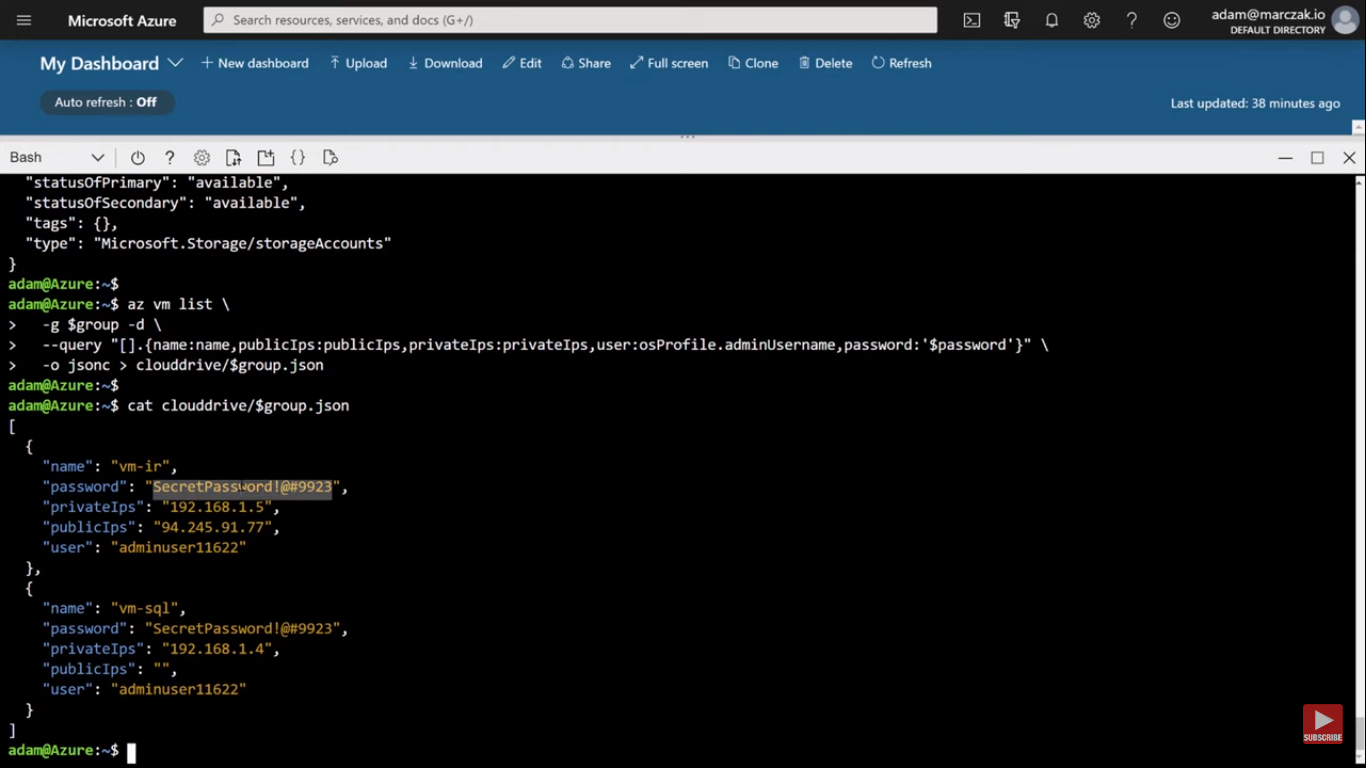 Microsoft Azure
Search resources, services, and docs (G+/)
adam@marczak.io
DEFAULT DIRECTORY
My Dashboard
New dashboard
Upload
Download
Edit
Share
Full screen
Clone
Delete
Refresh
Auto refresh : Off
Last updated: 38 minutes ago
Bash
"statusOfPrimary": "available",
"statusOfSecondary": "available",
"tags": {},
"type": "Microsoft.Storage/storageAccounts"
}
adam@Azure:~$
adam@Azure:~$ az vm list \
> -g $group -d \
> --query "[].{name:name,publicIps:publicIps,privateIps:privateIps,user:osProfile.adminUsername,password:'$password'}" \
> -o jsonc > clouddrive/$group.json
adam@Azure:~$
adam@Azure:~$ cat clouddrive/$group.json
[
{
"name": "vm-ir",
"password": "SecretPassword!@#9923",
"privateIps": "192.168.1.5",
"publicIps": "94.245.91.77",
"user": "adminuser11622"
},
{
"name": "vm-sql",
"password": "SecretPassword!@#9923",
"privateIps": "192.168.1.4",
"publicIps": "",
"user": "adminuser11622"
}
]
adam@Azure:~$
SUBSCRIBE